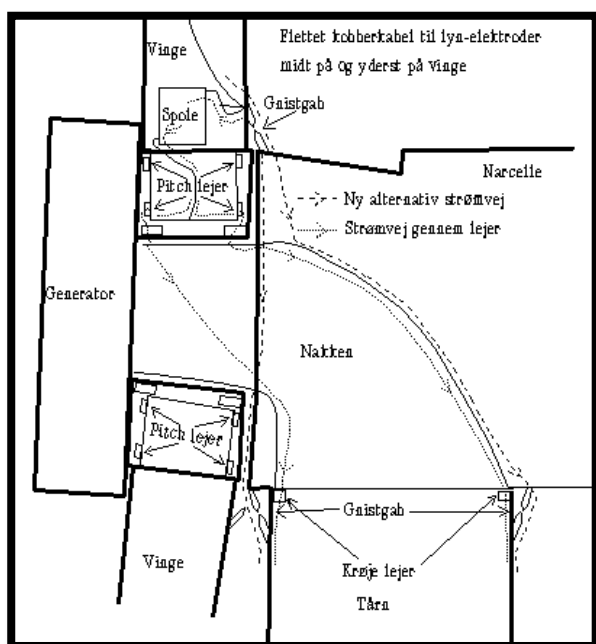 Vinge
Flettet kobberkabel til lyn-elektroder
midt på og yderst på vinge
Gnistgab
Spole
Narcelle
Pitch lejer
Ny alternativ strømvej
Strømvej gennem lejer
Generator
Nakken
Pitch lejer
Gnistgab
Vinge
Krøje lejer
Tårn